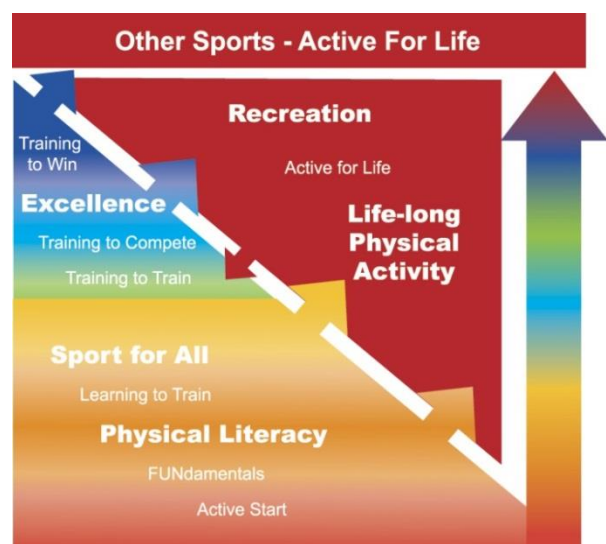 Other Sports - Active For Life
Recreation
Active for Life
Life-long
Physical
Activity
Training
to Win
Excellence
Training to Compete
Training to Train
Sport for All
Learning to Train
Physical Literacy
FUNdamentals
Active Start